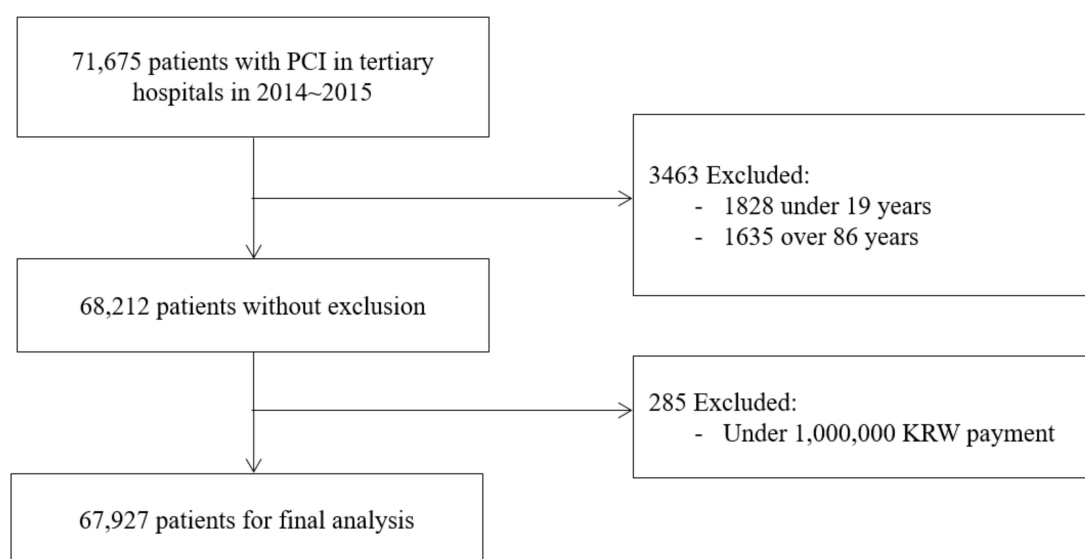 71,675 patients with PCI in tertiary
hospitals in 2014~2015
3463 Excluded:
- 1828 under 19 years
- 1635 over 86 years
68,212 patients without exclusion
285 Excluded:
- Under 1,000,000 KRW payment
67,927 patients for final analysis